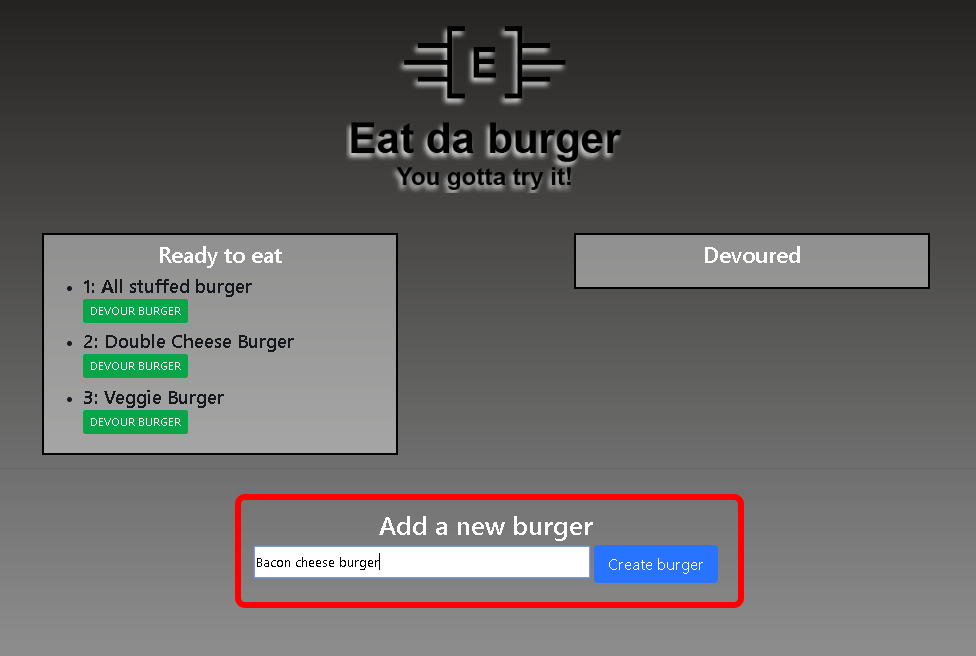 [E]
Eat da burger
You gotta try it!
Ready to eat
1: All stuffed burger
DEVOUR BURGER
2: Double Cheese Burger
DEVOUR BURGER
3: Veggie Burger
DEVOUR BURGER
Devoured
Add a new burger
Bacon cheese burger
Create burger